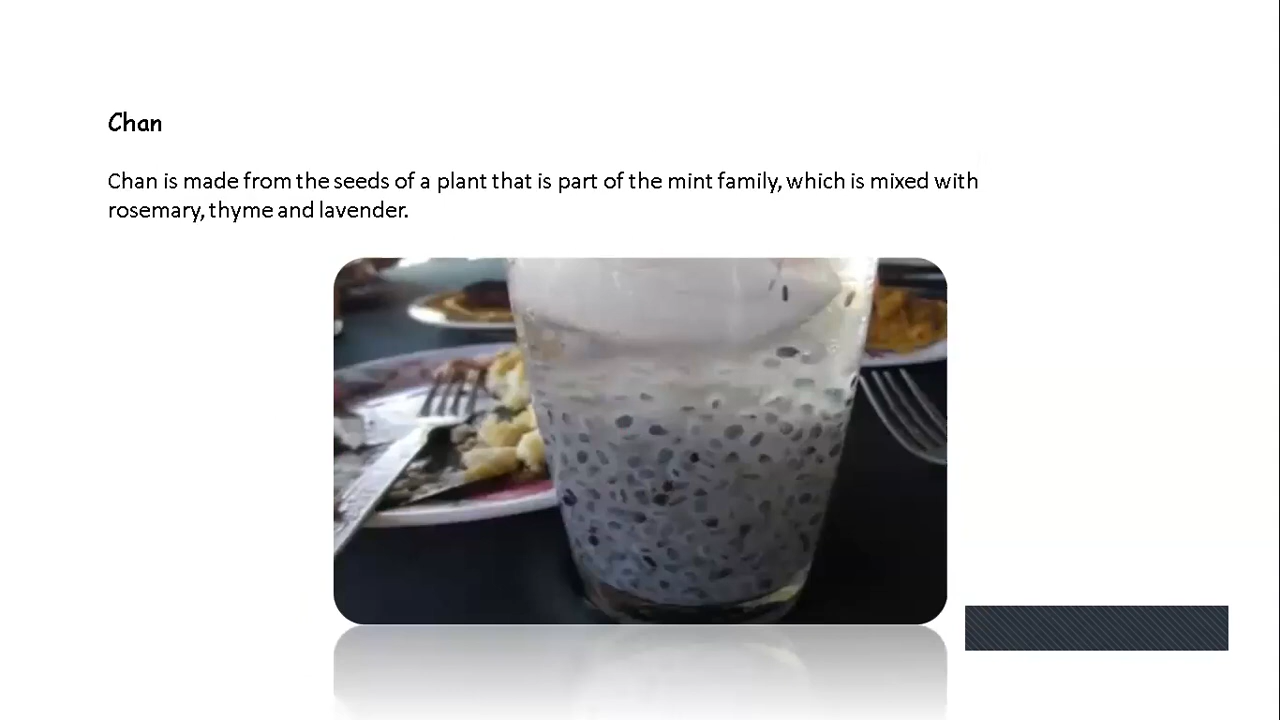 Chan
Chan is made from the seeds of a plant that is part of the mint family, which is mixed with
rosemary, thyme and lavender.